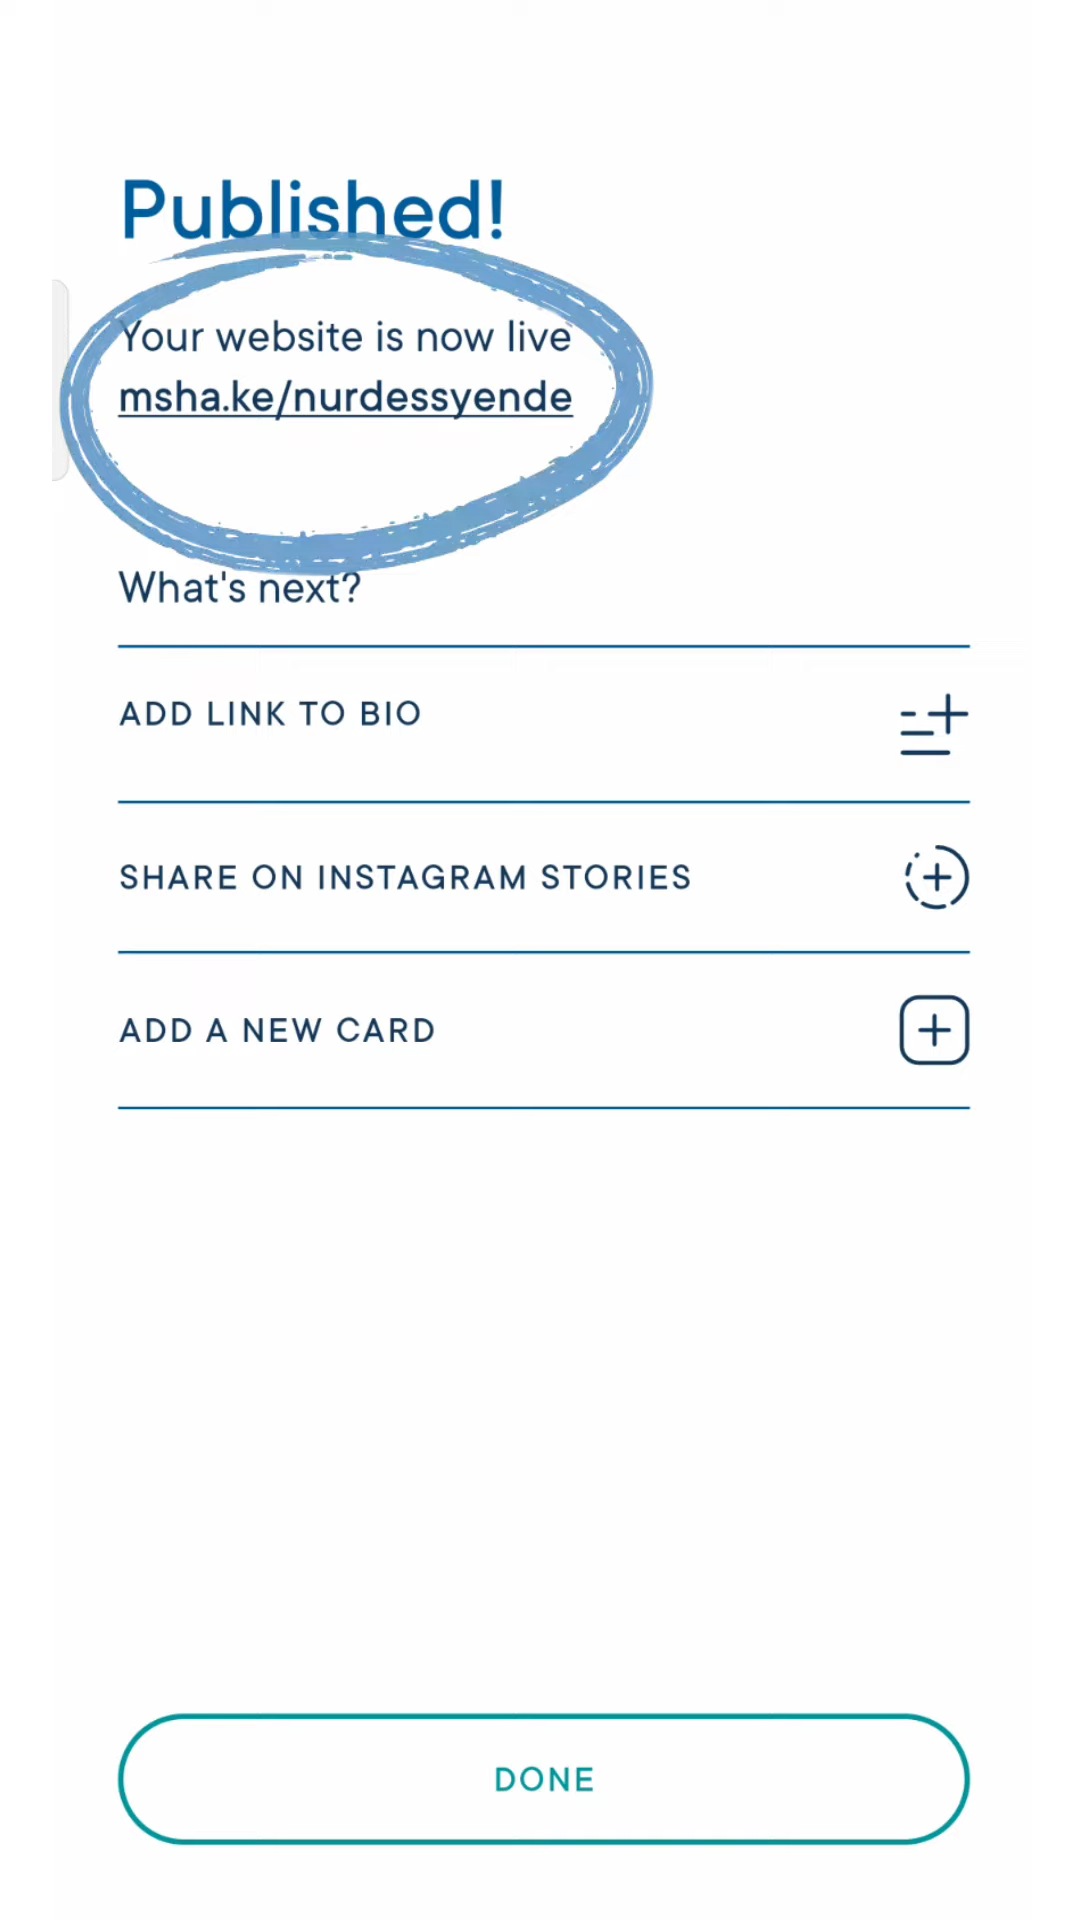 Published!
Your website is now live
msha.ke/nurdessyende
What's next?
ADD LINK TO BIO
SHARE ON INSTAGRAM STORIES
ADD A NEW CARD
DONE